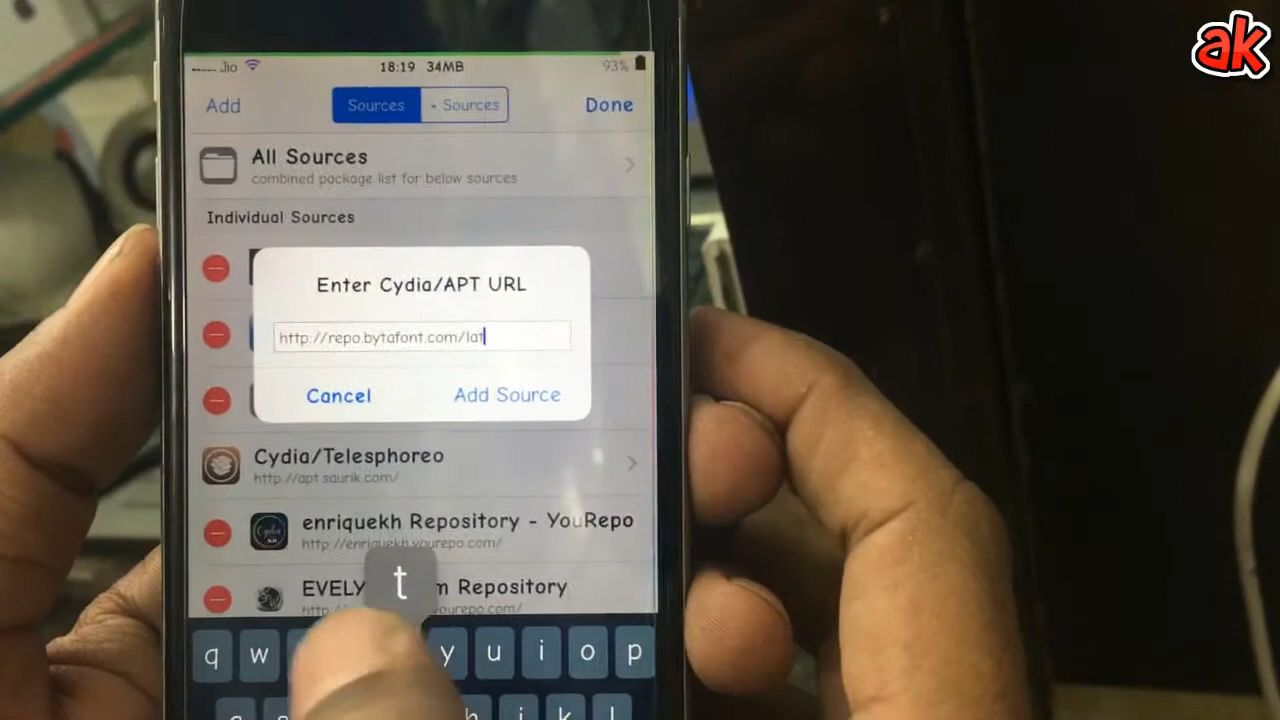 ak
Jio 18:19 34MB 93%
Add Sources + Sources Done
All Sources
combined package list for below sources
Individual Sources
Enter Cydia/APT URL
http://repo.bytafont.com/lat
Cancel Add Source
Cydia/Telesphoreo
http://apt.saurik.com/
enriquekh Repository - YouRepo
http://enriquekh.yourepo.com/
EVELY m Repository
http: yourepo.com/
t
q w y u i o p